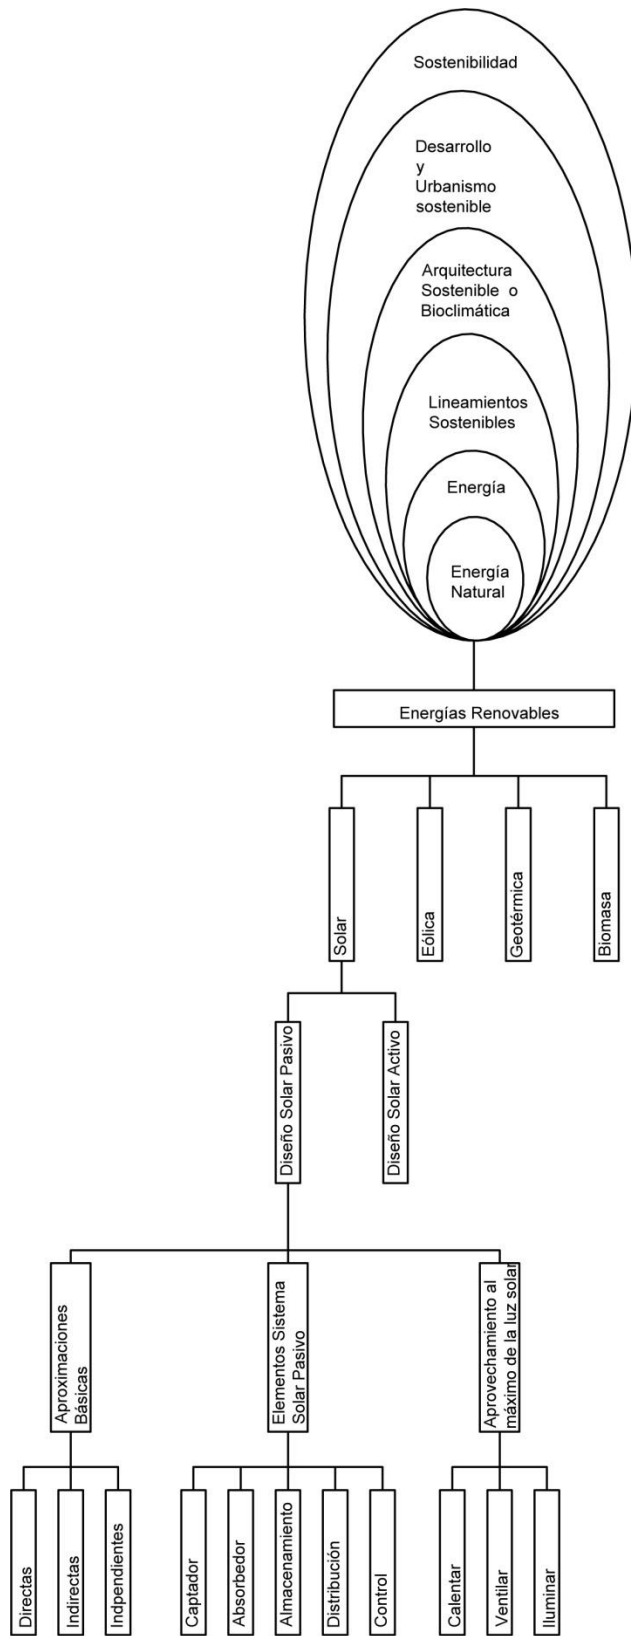 Sostenibilidad
Desarrollo
y
Urbanismo
sostenible
Arquitectura
Sostenible o
Bioclimática
Lineamientos
Sostenibles
Energía
Energía
Natural
Energías Renovables
Solar
Eólica
Geotérmica
Biomasa
Diseño Solar Pasivo
Diseño Solar Activo
Aproximaciones
Básicas
Elementos Sistema
Solar Pasivo
Aprovechamiento al
máximo de la luz solar
Directas
Indirectas
Indpendientes
Captador
Absorbedor
Almacenamiento
Distribución
Control
Calentar
Ventilar
Iluminar